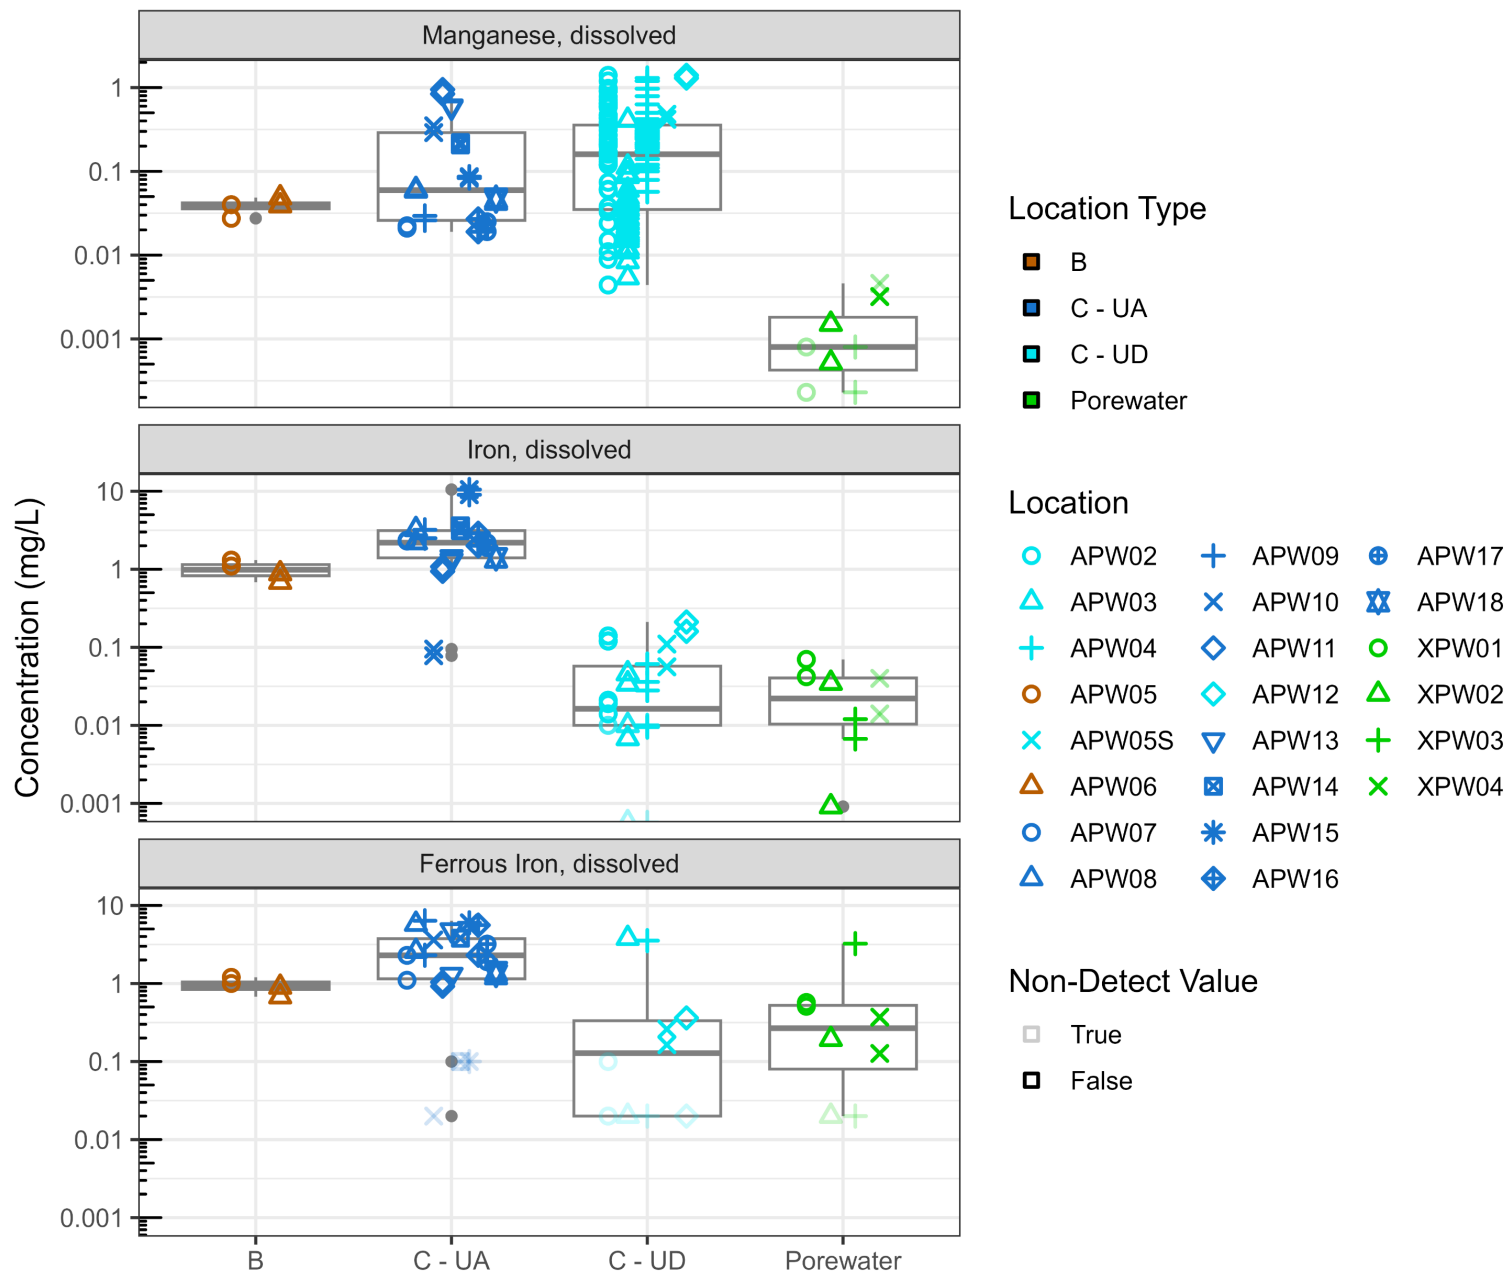 Manganese, dissolved
1
0.1
0.01
0.001
Iron, dissolved
10
1
0.1
0.01
0.001
Ferrous Iron, dissolved
10
1
0.1
0.01
0.001
Concentration (mg/L)
B
C - UA
C - UD
Porewater
Location Type
B
C - UA
C - UD
Porewater
Location
APW02
APW03
APW04
APW05
APW05S
APW06
APW07
APW08
APW09
APW10
APW11
APW12
APW13
APW14
APW15
APW16
APW17
APW18
XPW01
XPW02
XPW03
XPW04
Non-Detect Value
True
False